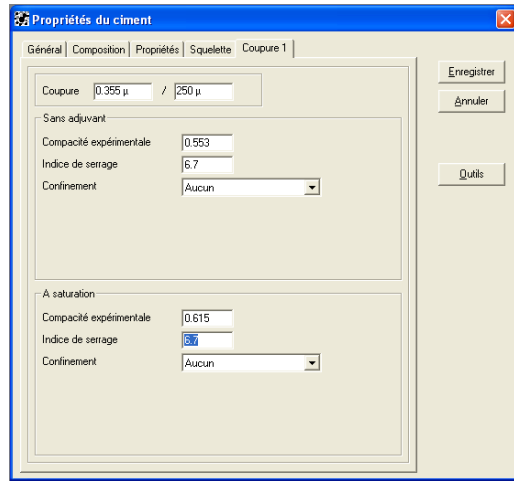 Propriétés du ciment
Général Composition Propriétés Squelette Coupure 1
Enregistrer
Annuler
Outils
Coupure 0.355 µ / 250 µ
Sans adjuvant
Compacité expérimentale 0.553
Indice de serrage 6.7
Confinement Aucun
A saturation
Compacité expérimentale 0.615
Indice de serrage 6.7
Confinement Aucun